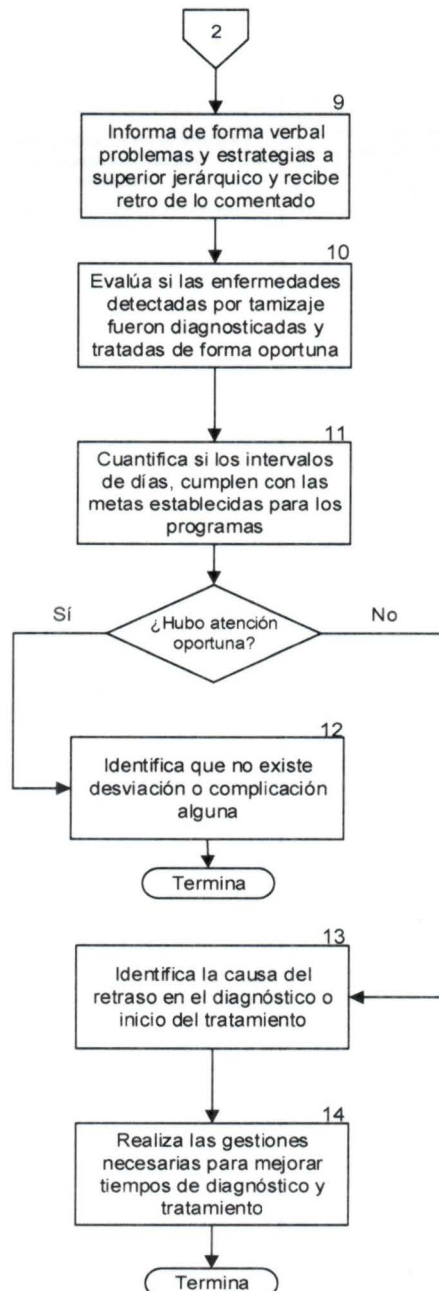 2
9
Informa de forma verbal
problemas y estrategias a
superior jerárquico y recibe
retro de lo comentado
10
Evalúa si las enfermedades
detectadas por tamizaje
fueron diagnosticadas y
tratadas de forma oportuna
11
Cuantifica si los intervalos
de días, cumplen con las
metas establecidas para los
programas
¿Hubo atención
oportuna?
Sí
No
12
Identifica que no existe
desviación o complicación
alguna
Termina
13
Identifica la causa del
retraso en el diagnóstico o
inicio del tratamiento
14
Realiza las gestiones
necesarias para mejorar
tiempos de diagnóstico y
tratamiento
Termina